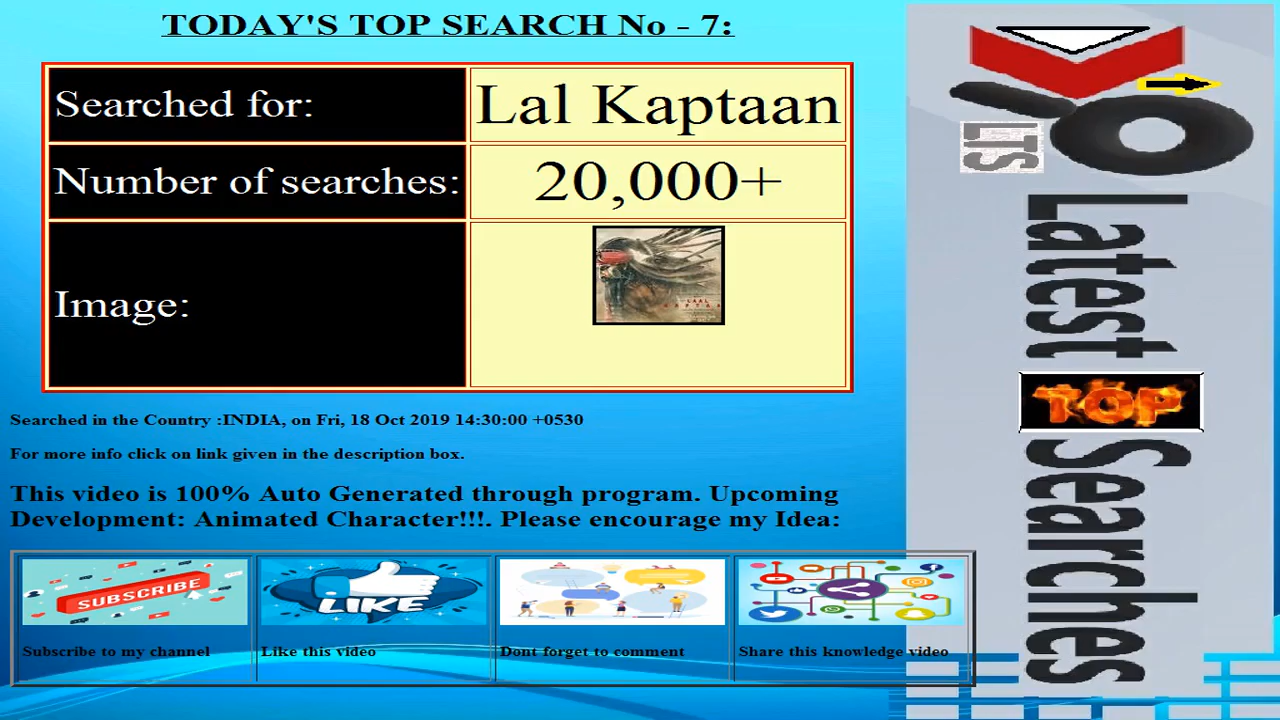 TODAY'S TOP SEARCH No - 7:
Searched for:
Lal Kaptaan
Number of searches:
20,000+
Image:
LAAL
Searched in the Country :INDIA, on Fri, 18 Oct 2019 14:30:00 +0530
For more info click on link given in the description box.
This video is 100% Auto Generated through program. Upcoming
Development: Animated Character!!!. Please encourage my Idea:
SUBSCRIBE
LIKE
Subscribe to my channel
Like this video
Dont forget to comment
Share this knowledge video
LTS
Latest
TOP
Searches